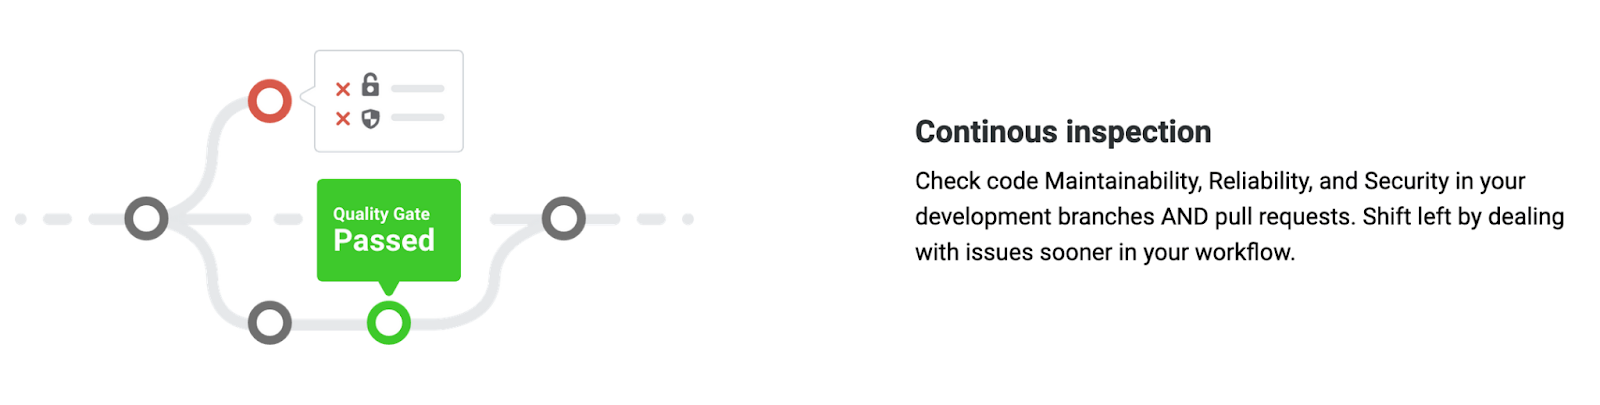 Quality Gate
Passed
Continous inspection
Check code Maintainability, Reliability, and Security in your
development branches AND pull requests. Shift left by dealing
with issues sooner in your workflow.